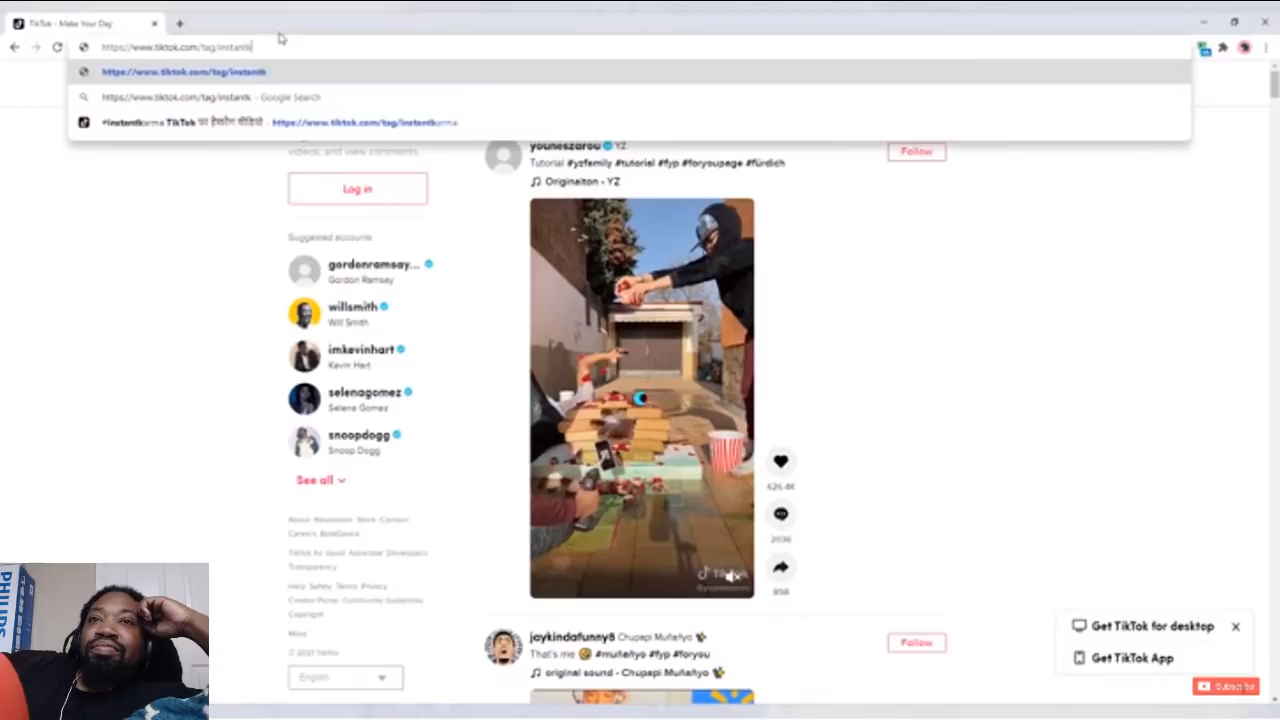 TikTok - Make Your Day
https://www.tiktok.com/tag/instantk
https://www.tiktok.com/tag/instantk
https://www.tiktok.com/tag/instantk - Google Search
#instantkarma TikTok पर हैशटैग वीडियो - https://www.tiktok.com/tag/instantkarma
videos, and view comments.
Log in
Suggested accounts
gordonramsay...
Gordon Ramsay
willsmith
Will Smith
imkevinhart
Kevin Hart
selenagomez
Selena Gomez
snoopdogg
Snoop Dogg
See all
About Newsroom Store Contact
Careers ByteDance
TikTok for Good Advertise Developers
Transparency
Help Safety Terms Privacy
Creator Portal Community Guidelines
Copyright
More
© 2021 TikTok
English
youneszarou YZ
Follow
Tutorial #yzfamily #tutorial #fyp #foryoupage #fürdich
Originalton - YZ
TikTok
626.4K
2036
858
jaykindafunny8 Chupapi Muñañyo
Follow
That's me #muñañyo #fyp #foryou
original sound - Chupapi Muñañyo
Get TikTok for desktop
Get TikTok App
Subscribe
PHILIPS